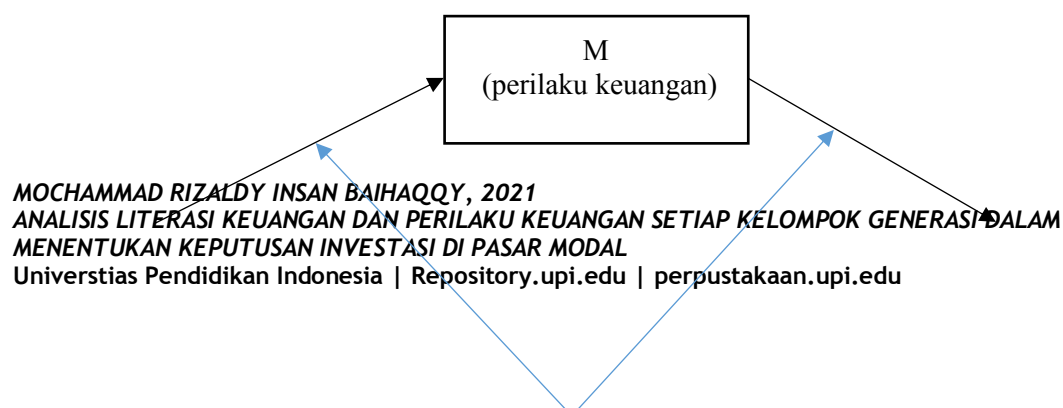 M
(perilaku keuangan)
MOCHAMMAD RIZALDY INSAN BAIHAQQY, 2021
ANALISIS LITERASI KEUANGAN DAN PERILAKU KEUANGAN SETIAP KELOMPOK GENERASI DALAM
MENENTUKAN KEPUTUSAN INVESTASI DI PASAR MODAL
Universtias Pendidikan Indonesia | Repository.upi.edu | perpustakaan.upi.edu